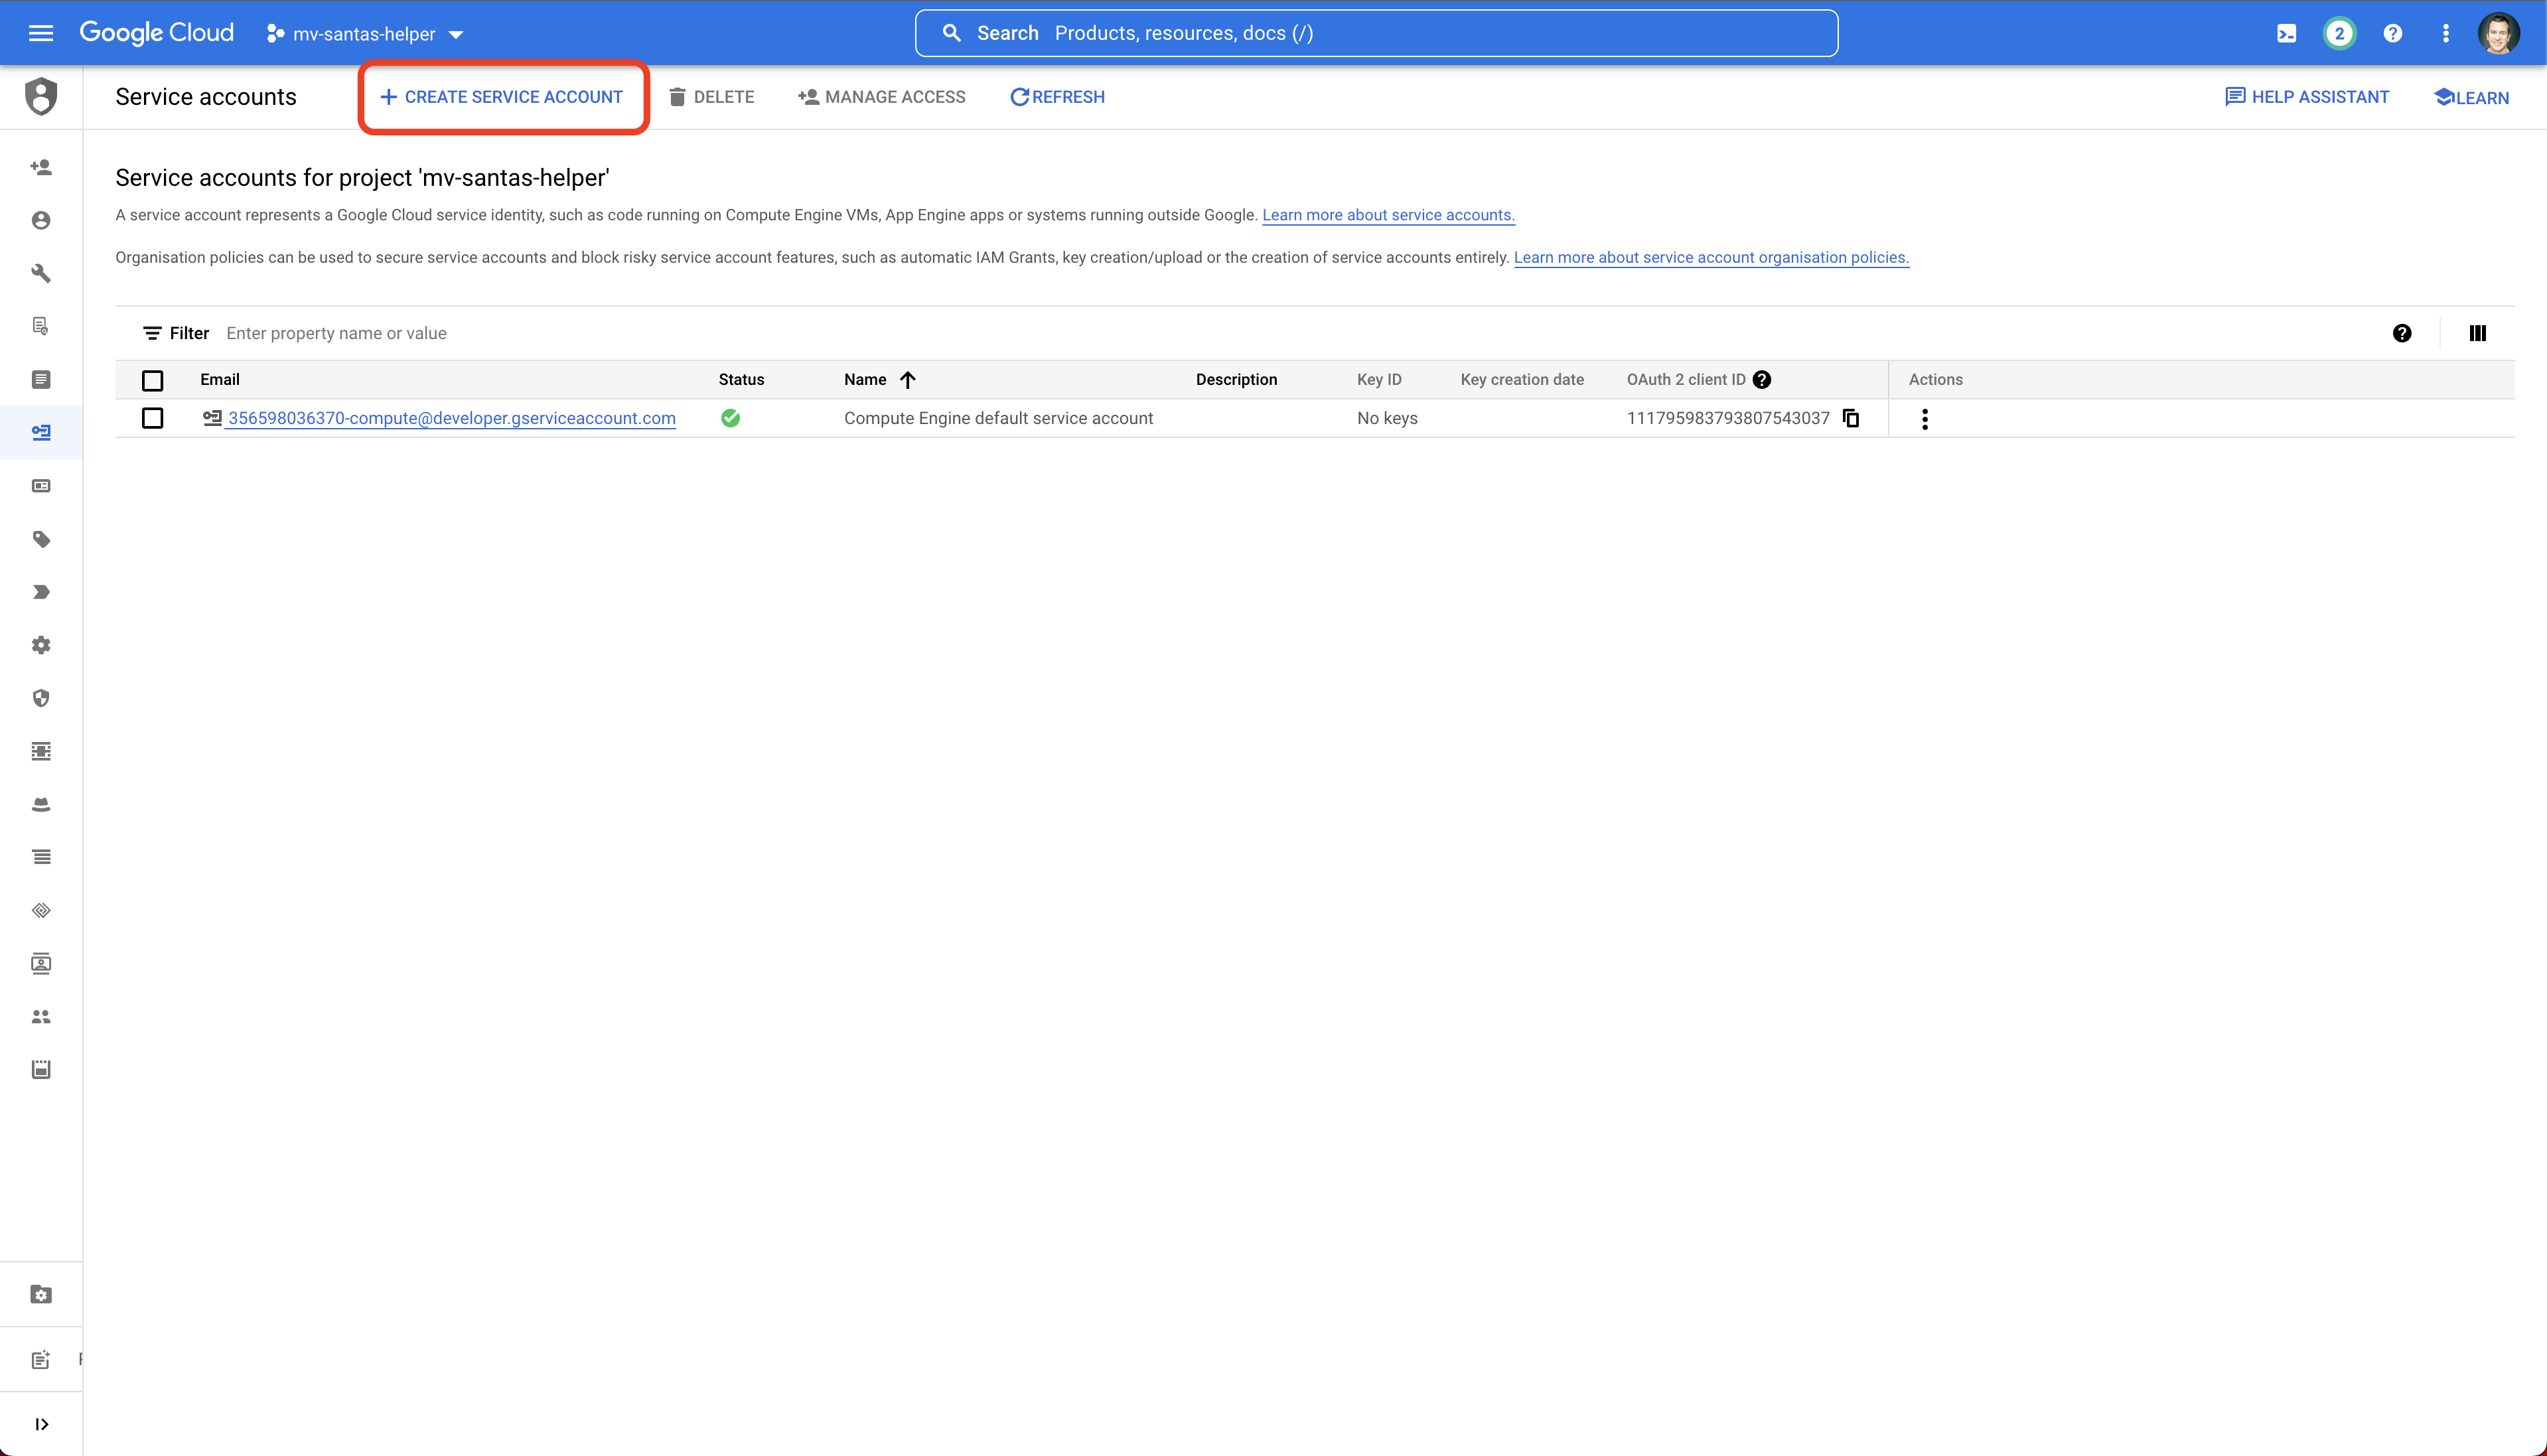 Google Cloud mv-santas-helper Search Products, resources, docs (/) 2
Service accounts CREATE SERVICE ACCOUNT DELETE MANAGE ACCESS REFRESH HELP ASSISTANT LEARN
Service accounts for project 'mv-santas-helper'
A service account represents a Google Cloud service identity, such as code running on Compute Engine VMs, App Engine apps or systems running outside Google. Learn more about service accounts.
Organisation policies can be used to secure service accounts and block risky service account features, such as automatic IAM Grants, key creation/upload or the creation of service accounts entirely. Learn more about service account organisation policies.
Filter Enter property name or value
Email Status Name Description Key ID Key creation date OAuth 2 client ID Actions
356598036370-compute@developer.gserviceaccount.com Compute Engine default service account No keys 111795983793807543037